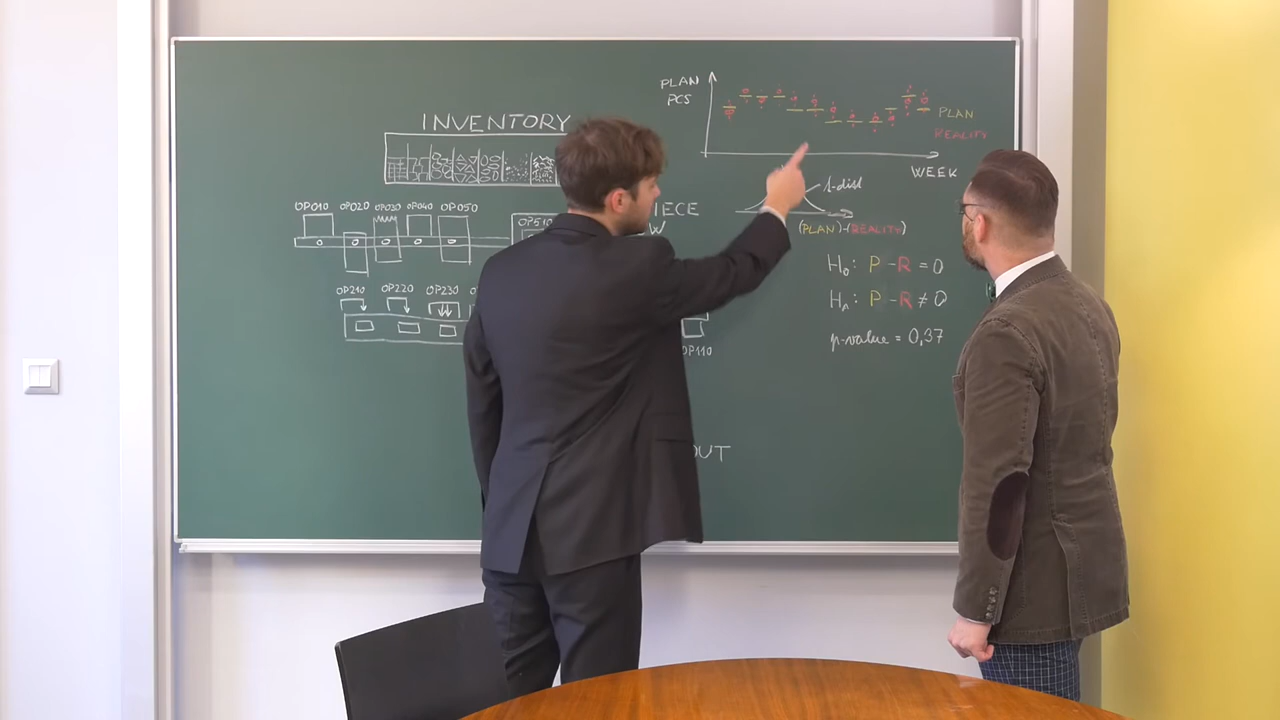 INVENTORY
OP010 OP020 OP030 OP040 OP050
OP510
IECE
W
OP210 OP220 OP230
OP110
OUT
PLAN
PCS
PLAN
REALITY
WEEK
t-dist
(PLAN)-(REALITY)
H₀: P - R = 0
Hₐ: P - R ≠ 0
p-value = 0,37